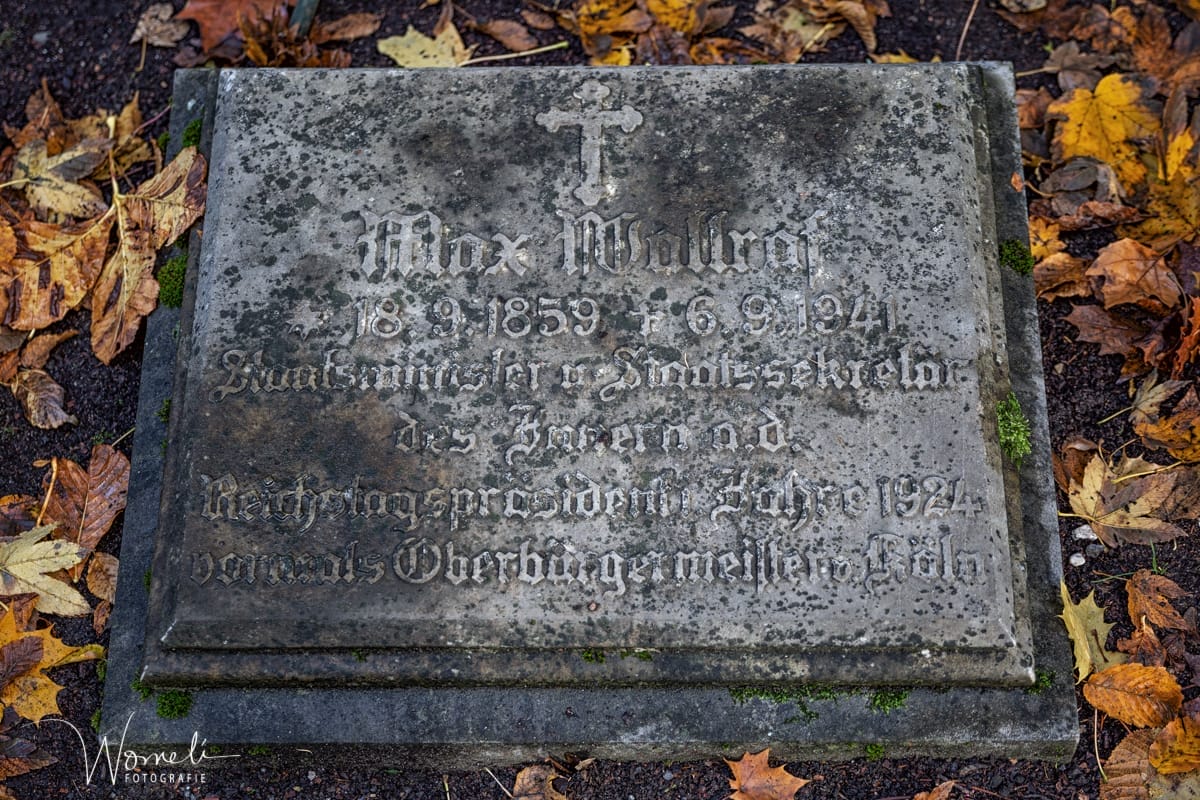 Max Wallraf
* 18.9.1859 † 6.9.1941
Staatsminister u. Staatssekretär
des Innern a.d.
Reichstagspräsident i. Jahre 1924
vormals Oberbürgermeister v. Köln
Womeli
FOTOGRAFIE